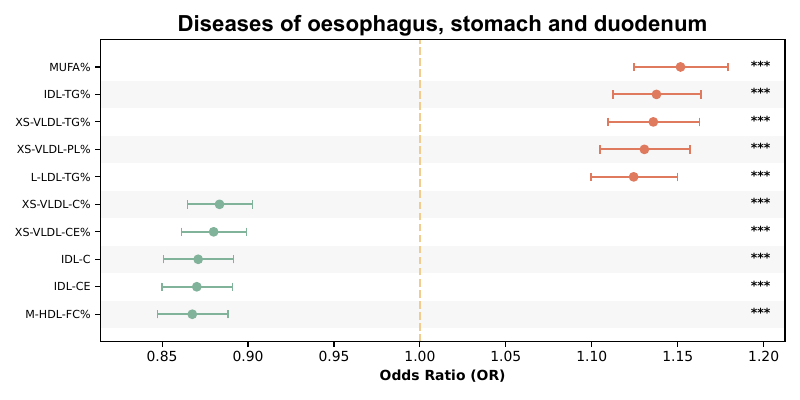 Diseases of oesophagus, stomach and duodenum
MUFA% ***
IDL-TG% ***
XS-VLDL-TG% ***
XS-VLDL-PL% ***
L-LDL-TG% ***
XS-VLDL-C% ***
XS-VLDL-CE% ***
IDL-C ***
IDL-CE ***
M-HDL-FC% ***
0.85 0.90 0.95 1.00 1.05 1.10 1.15 1.20
Odds Ratio (OR)